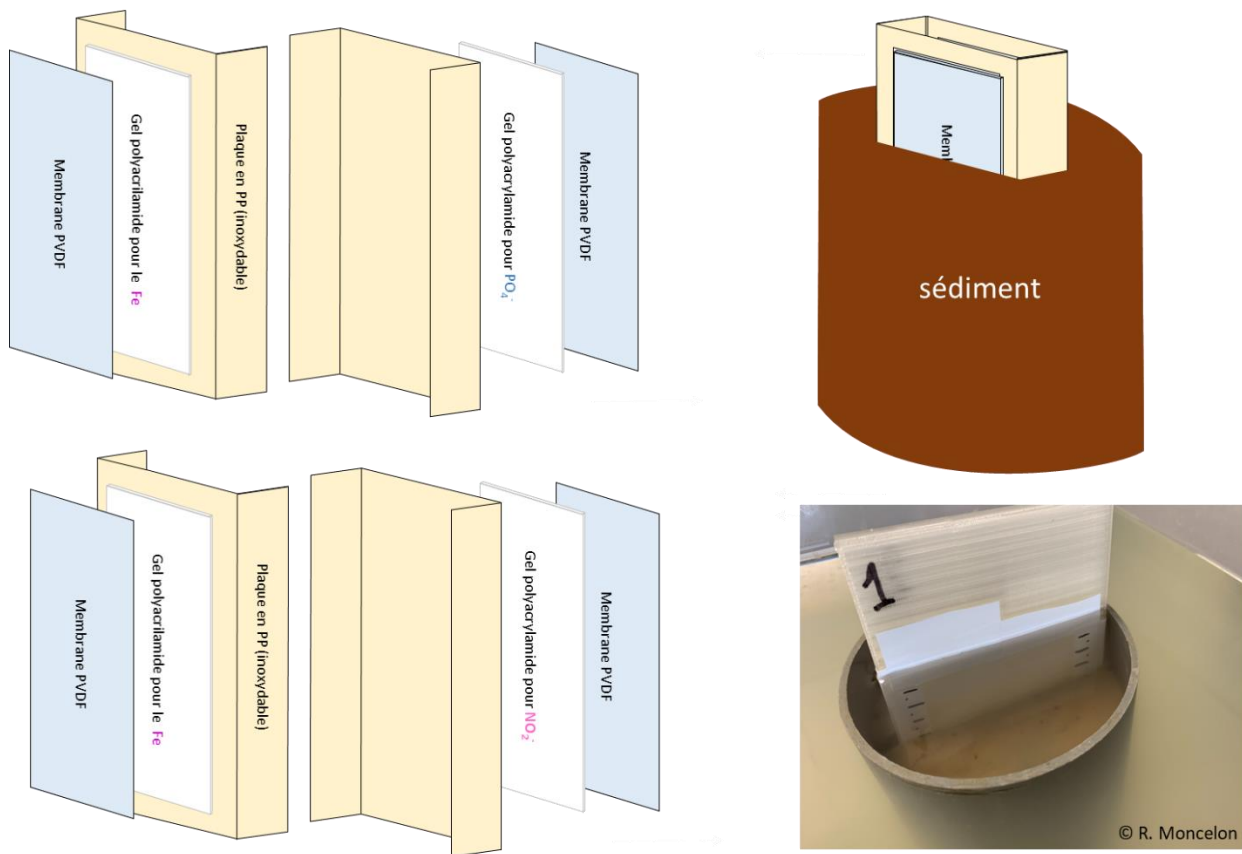 Membrane PVDF
Gel polyacrilamide pour le Fe
Plaque en PP (inoxydable)
Gel polyacrylamide pour PO₄⁻
Membrane PVDF
Memb
sédiment
Membrane PVDF
Gel polyacrilamide pour le Fe
Plaque en PP (inoxydable)
Gel polyacrylamide pour NO₂⁻
Membrane PVDF
1
© R. Moncelon